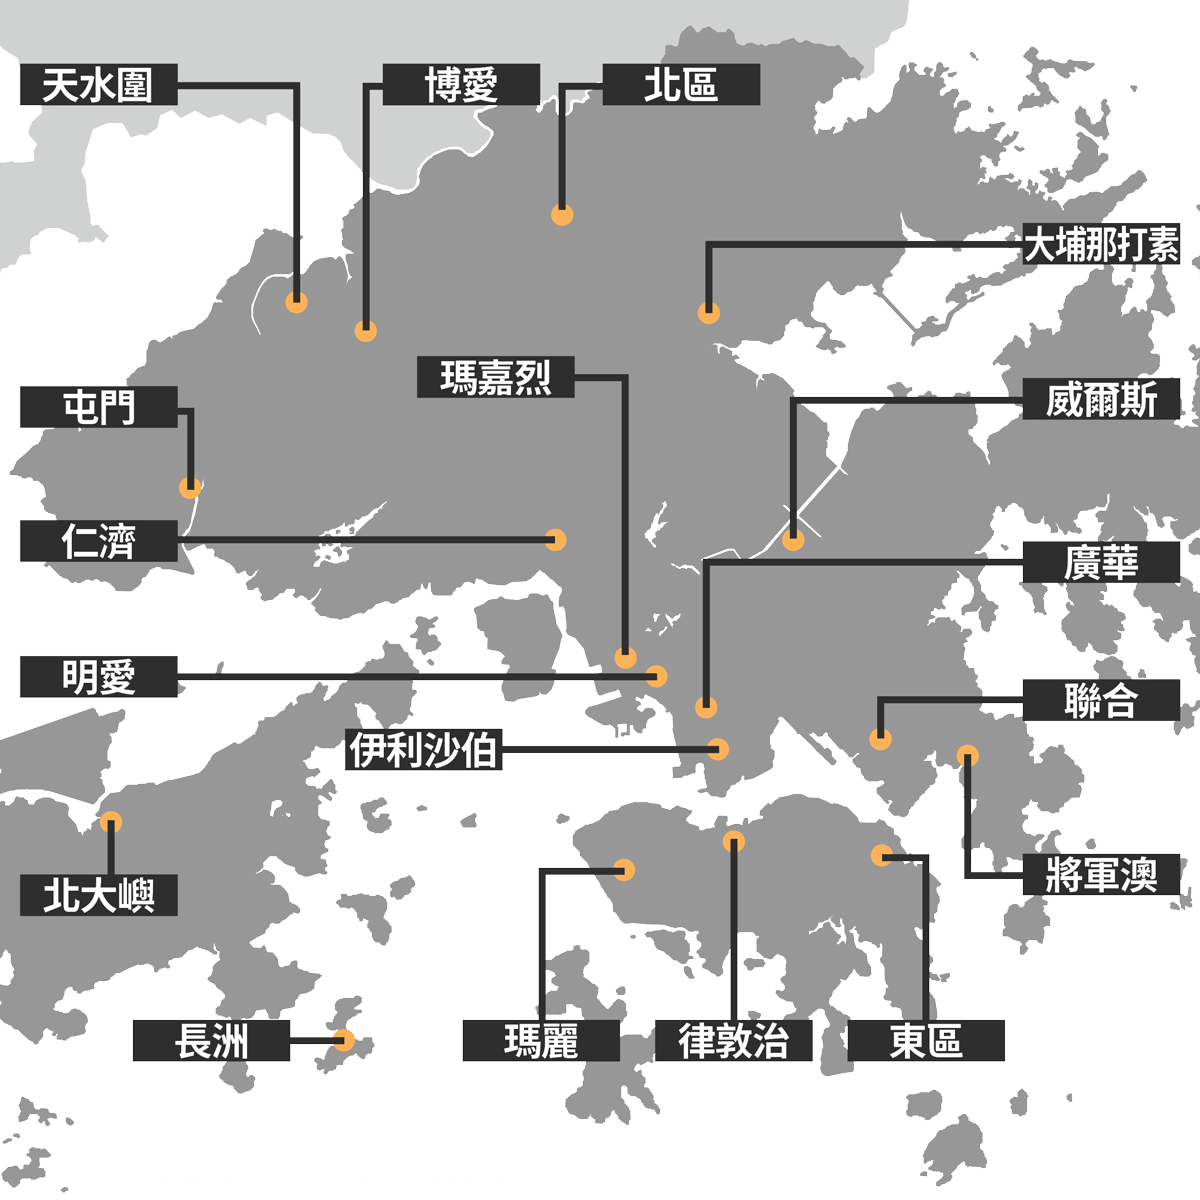 天水圍
博愛
北區
大埔那打素
瑪嘉烈
威爾斯
屯門
仁濟
廣華
明愛
聯合
伊利沙伯
將軍澳
北大嶼
長洲
瑪麗
律敦治
東區